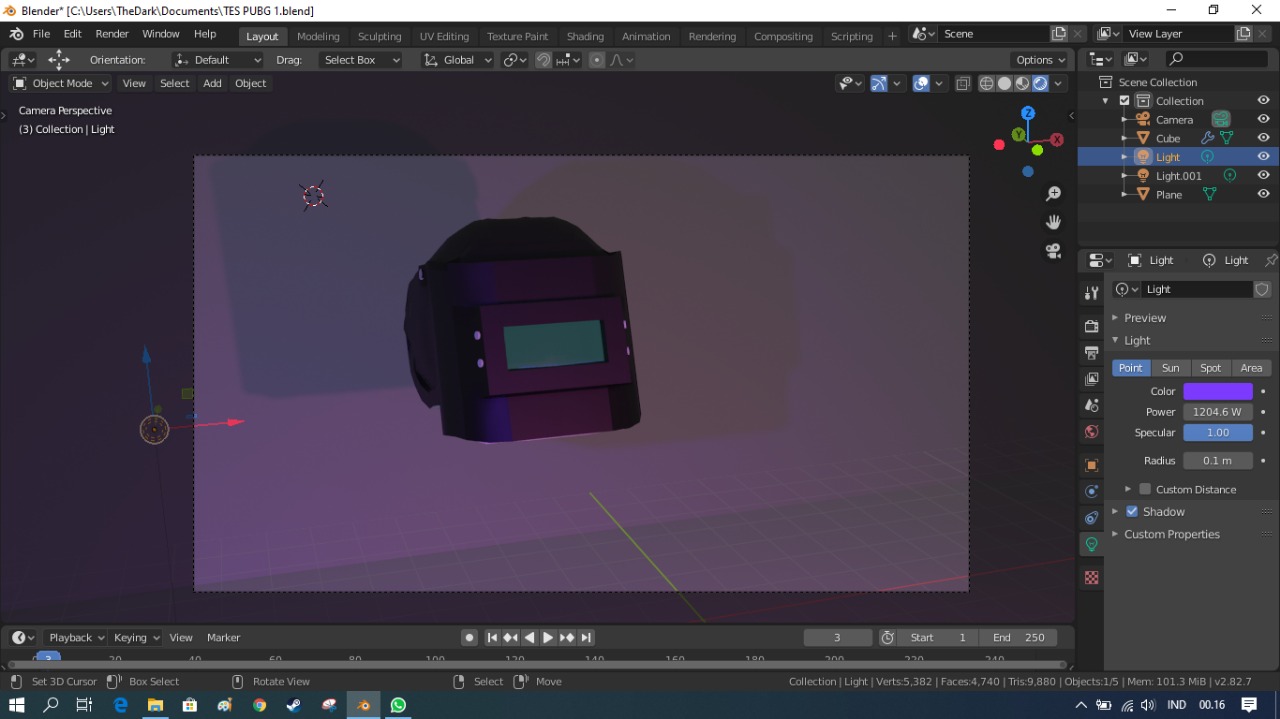 Blender* [C:\Users\TheDark\Documents\TES PUBG 1.blend]
File Edit Render Window Help Layout Modeling Sculpting UV Editing Texture Paint Shading Animation Rendering Compositing Scripting + Scene View Layer
Orientation: Default Drag: Select Box Global Options
Object Mode View Select Add Object
Camera Perspective
(3) Collection | Light
Z
Y
X
Scene Collection
Collection
Camera
Cube
Light
Light.001
Plane
Light Light
Light
Preview
Light
Point Sun Spot Area
Color
Power 1204.6 W
Specular 1.00
Radius 0.1 m
Custom Distance
Shadow
Custom Properties
Playback Keying View Marker 3 Start 1 End 250
3 20 40 60 80 100 120 140 160 180 200 220 240
Set 3D Cursor Box Select Rotate View Select Move Collection | Light | Verts:5,382 | Faces:4,740 | Tris:9,880 | Objects:1/5 | Mem: 101.3 MiB | v2.82.7
IND 00.16